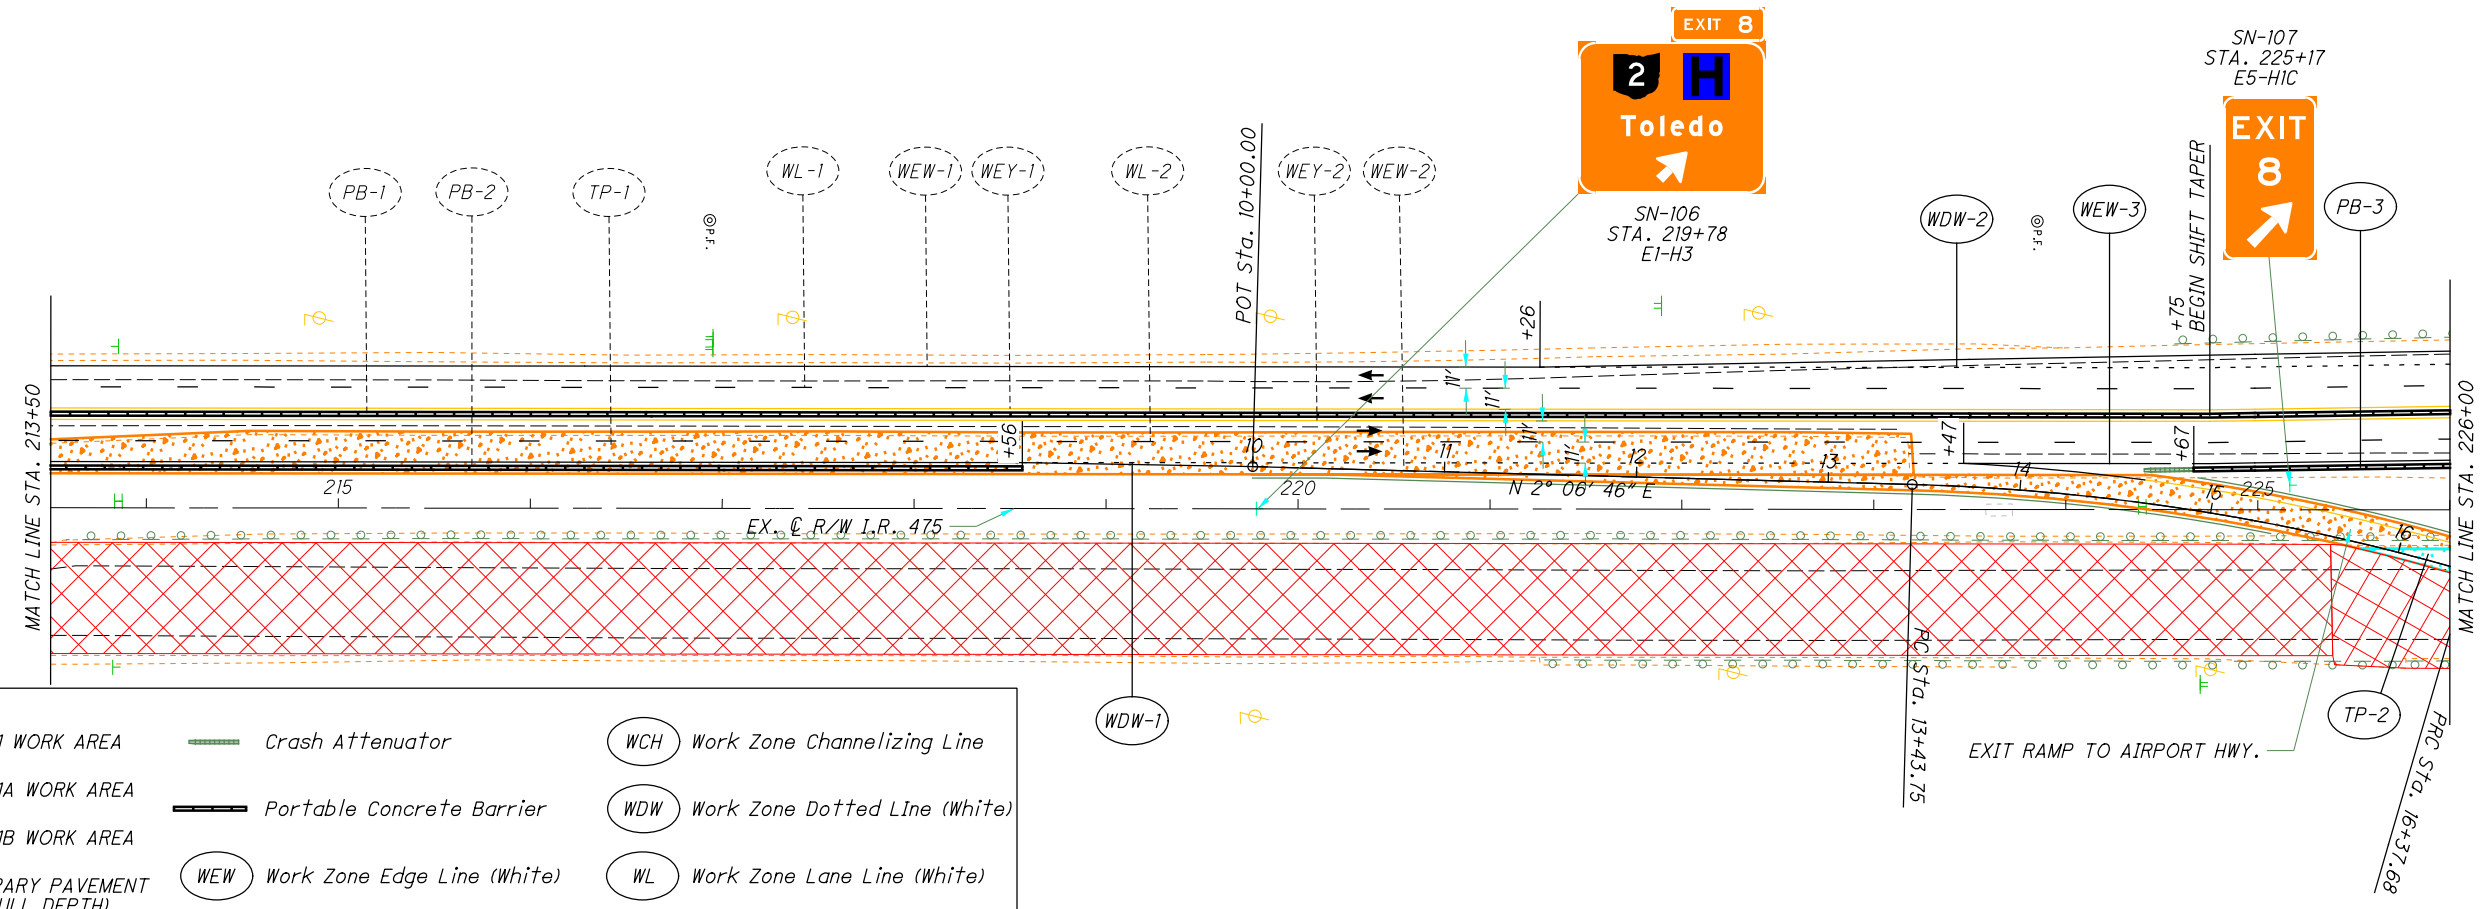 EXIT 8
2 H
Toledo
SN-106
STA. 219+78
E1-H3
SN-107
STA. 225+17
E5-H1C
EXIT
8
PB-1
PB-2
TP-1
P.F.
WL-1
WEW-1
WEY-1
WL-2
POT Sta. 10+00.00
WEY-2
WEW-2
WDW-2
P.F.
WEW-3
+75
BEGIN SHIFT TAPER
PB-3
+26
11'
11'
11'
11'
MATCH LINE STA. 213+50
+56
10
11
12
13
14
15
16
+47
+67
MATCH LINE STA. 226+00
215
220
225
N 2° 06' 46" E
EX. ℄ R/W I.R. 475
WDW-1
PC Sta. 13+43.75
EXIT RAMP TO AIRPORT HWY.
TP-2
PRC Sta. 16+37.68
WORK AREA
1A WORK AREA
1B WORK AREA
RARY PAVEMENT
ULL DEPTH)
Crash Attenuator
Portable Concrete Barrier
WEW Work Zone Edge Line (White)
WCH Work Zone Channelizing Line
WDW Work Zone Dotted LIne (White)
WL Work Zone Lane Line (White)